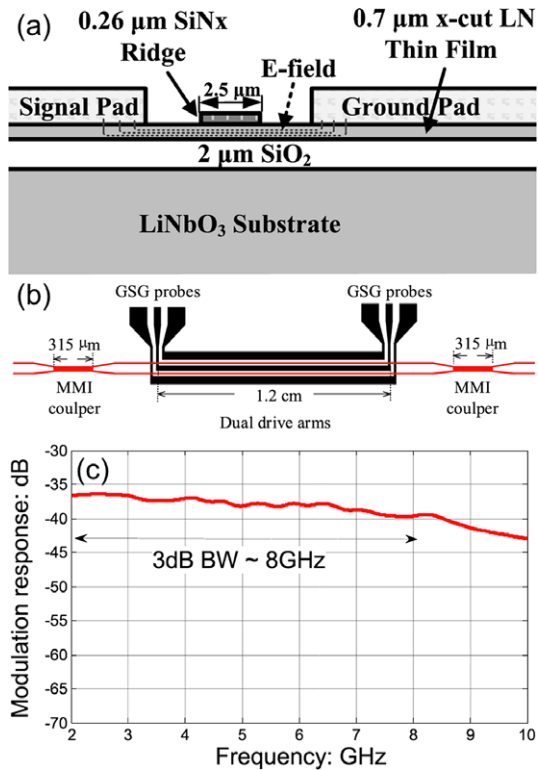 (a)
0.26 μm SiNx
Ridge
0.7 μm x-cut LN
Thin Film
E-field
2.5 μm
Signal Pad
Ground Pad
2 μm SiO₂
LiNbO₃ Substrate
(b)
GSG probes
GSG probes
315 μm
315 μm
MMI
coulper
1.2 cm
MMI
coulper
Dual drive arms
(c)
Modulation response: dB
-30
-35
-40
-45
-50
-55
-60
-65
-70
3dB BW ~ 8GHz
2 3 4 5 6 7 8 9 10
Frequency: GHz